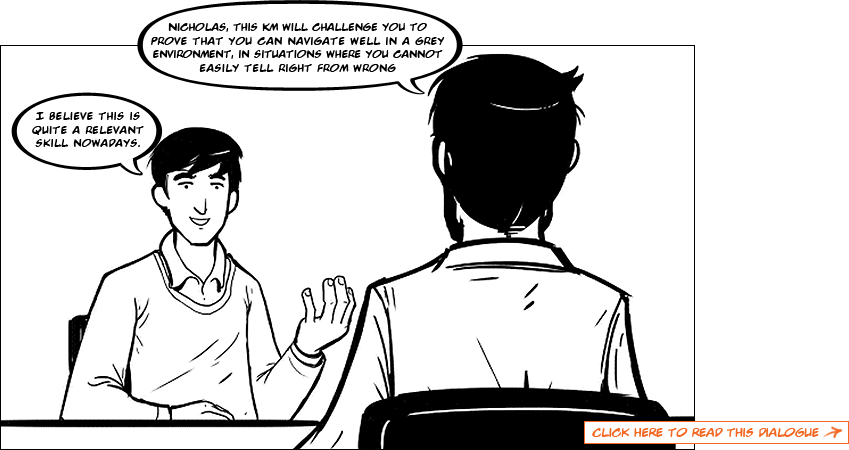 NICHOLAS, THIS KM WILL CHALLENGE YOU TO
PROVE THAT YOU CAN NAVIGATE WELL IN A GREY
ENVIRONMENT, IN SITUATIONS WHERE YOU CANNOT
EASILY TELL RIGHT FROM WRONG
I BELIEVE THIS IS
QUITE A RELEVANT
SKILL NOWADAYS.
CLICK HERE TO READ THIS DIALOGUE